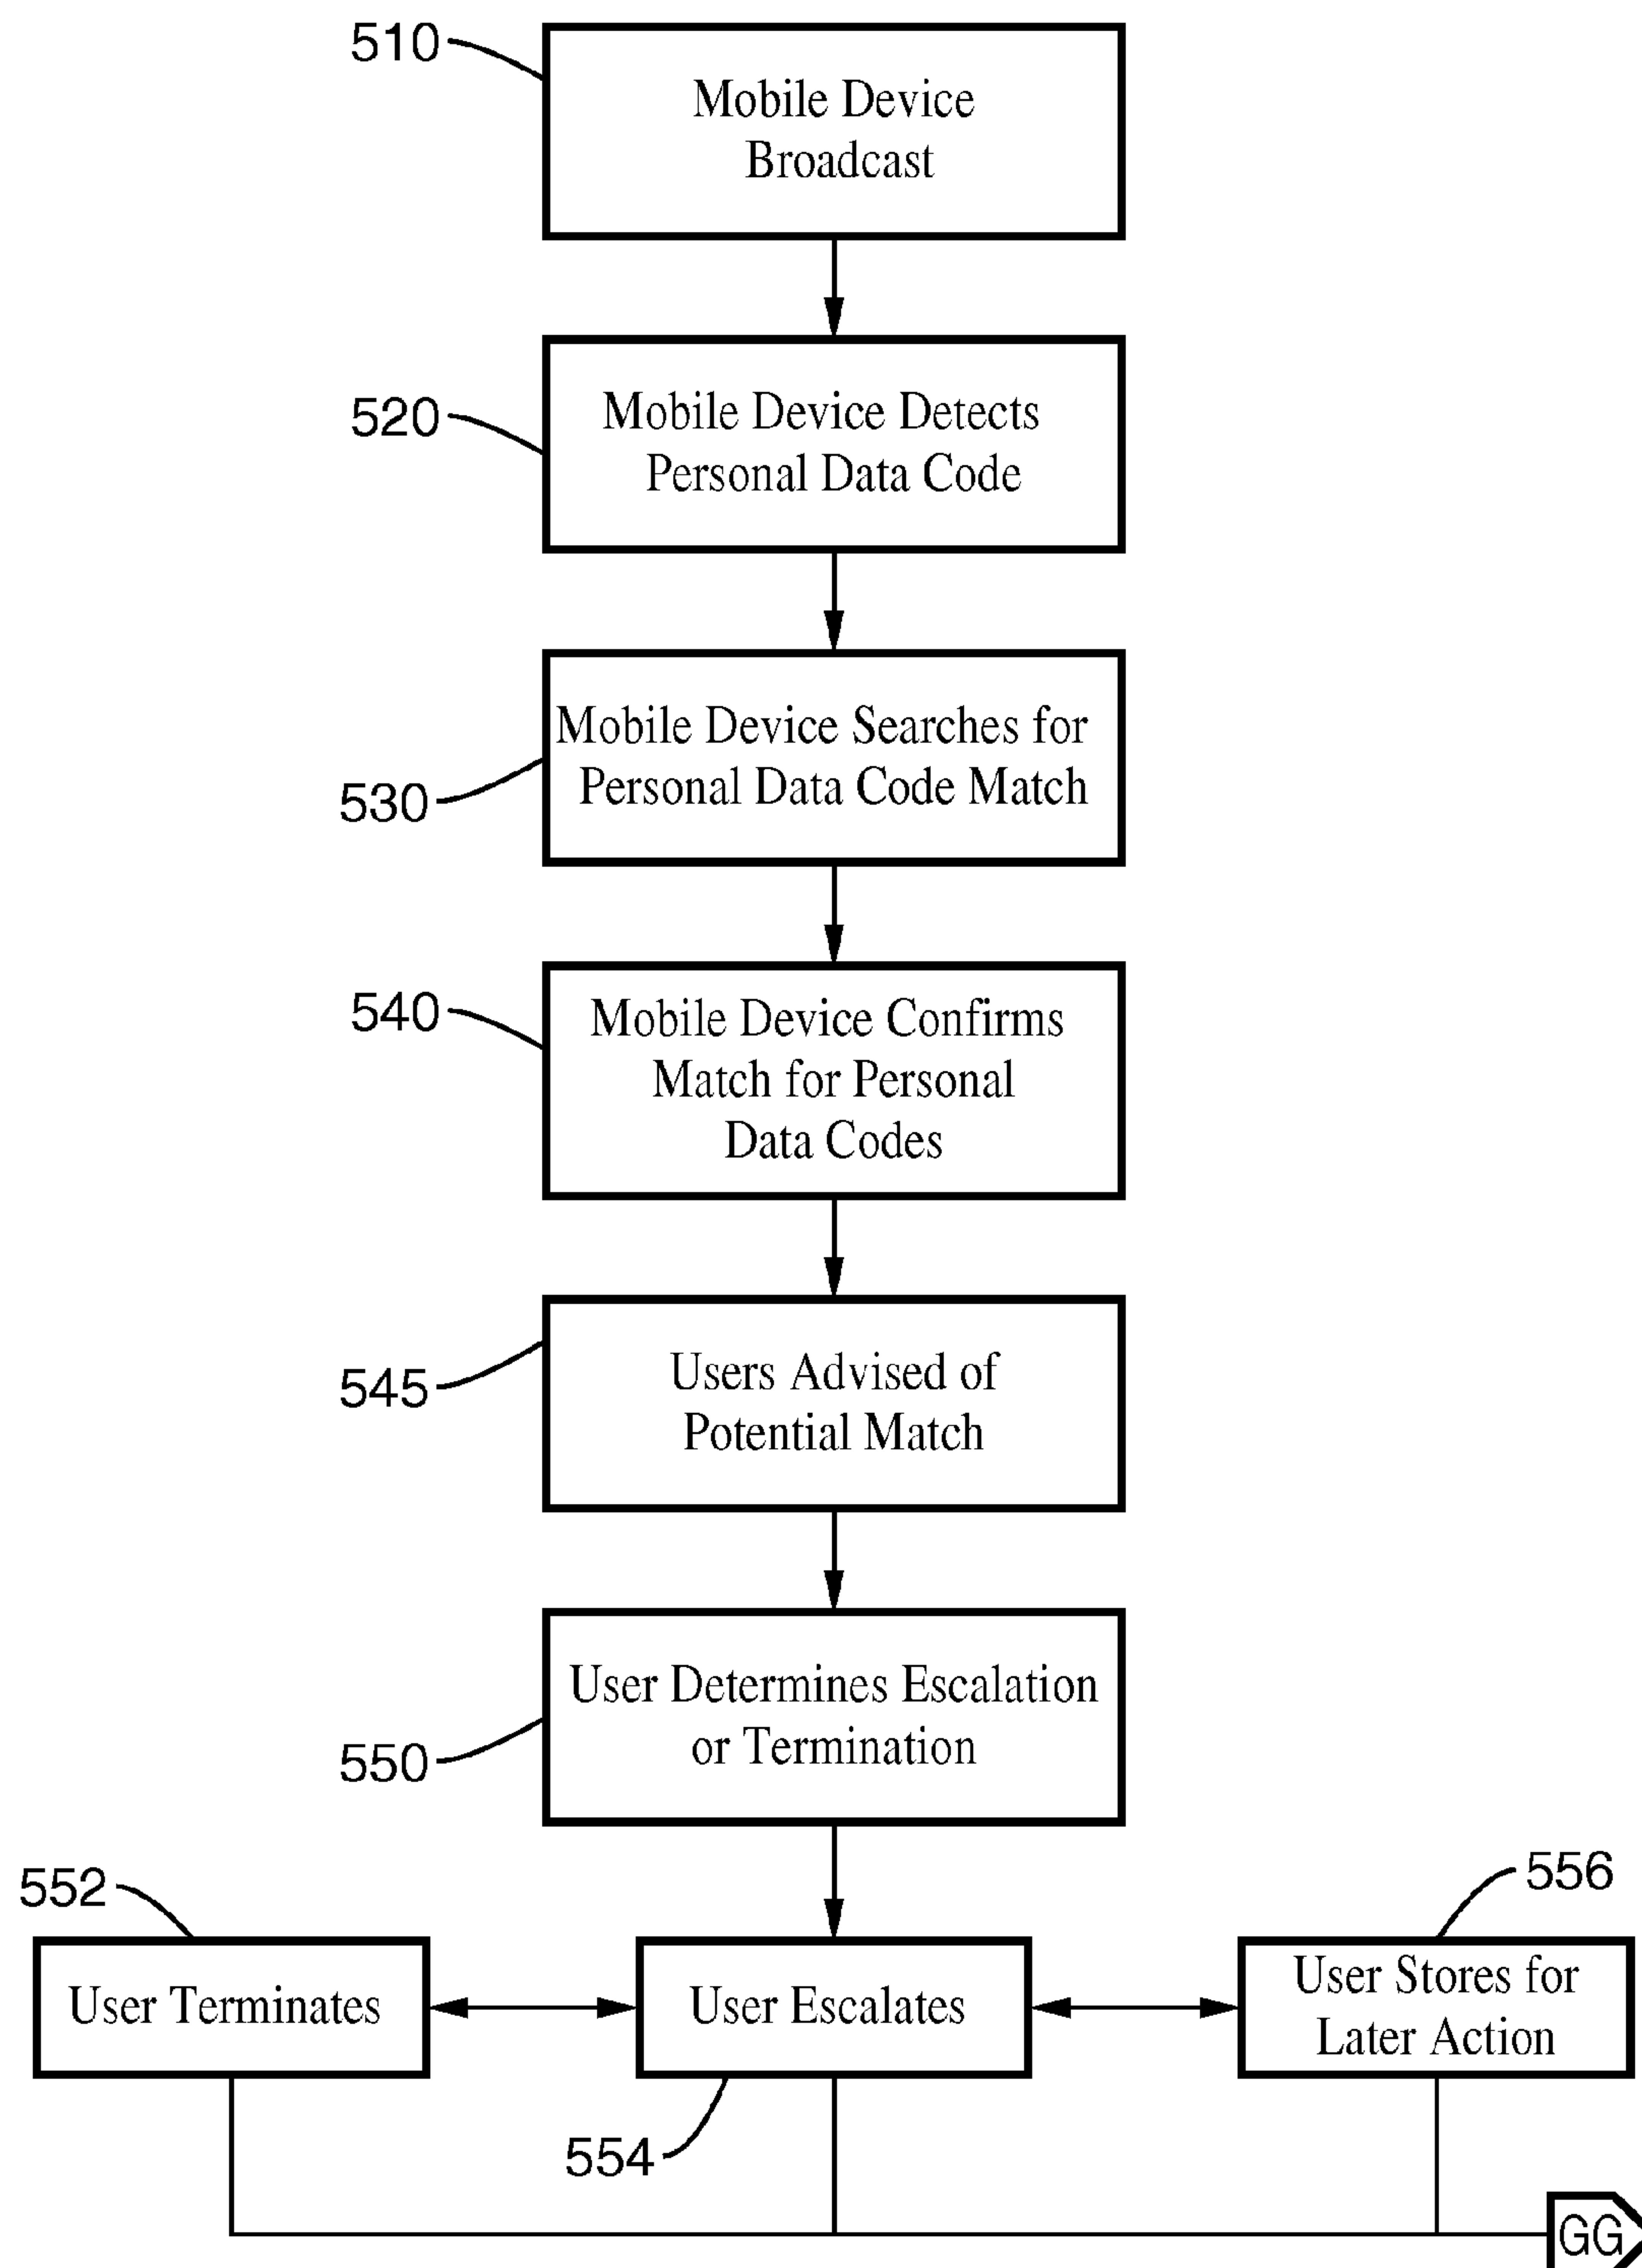 510
Mobile Device
Broadcast
520
Mobile Device Detects
Personal Data Code
530
Mobile Device Searches for
Personal Data Code Match
540
Mobile Device Confirms
Match for Personal
Data Codes
545
Users Advised of
Potential Match
550
User Determines Escalation
or Termination
552
User Terminates
554
User Escalates
556
User Stores for
Later Action
GG